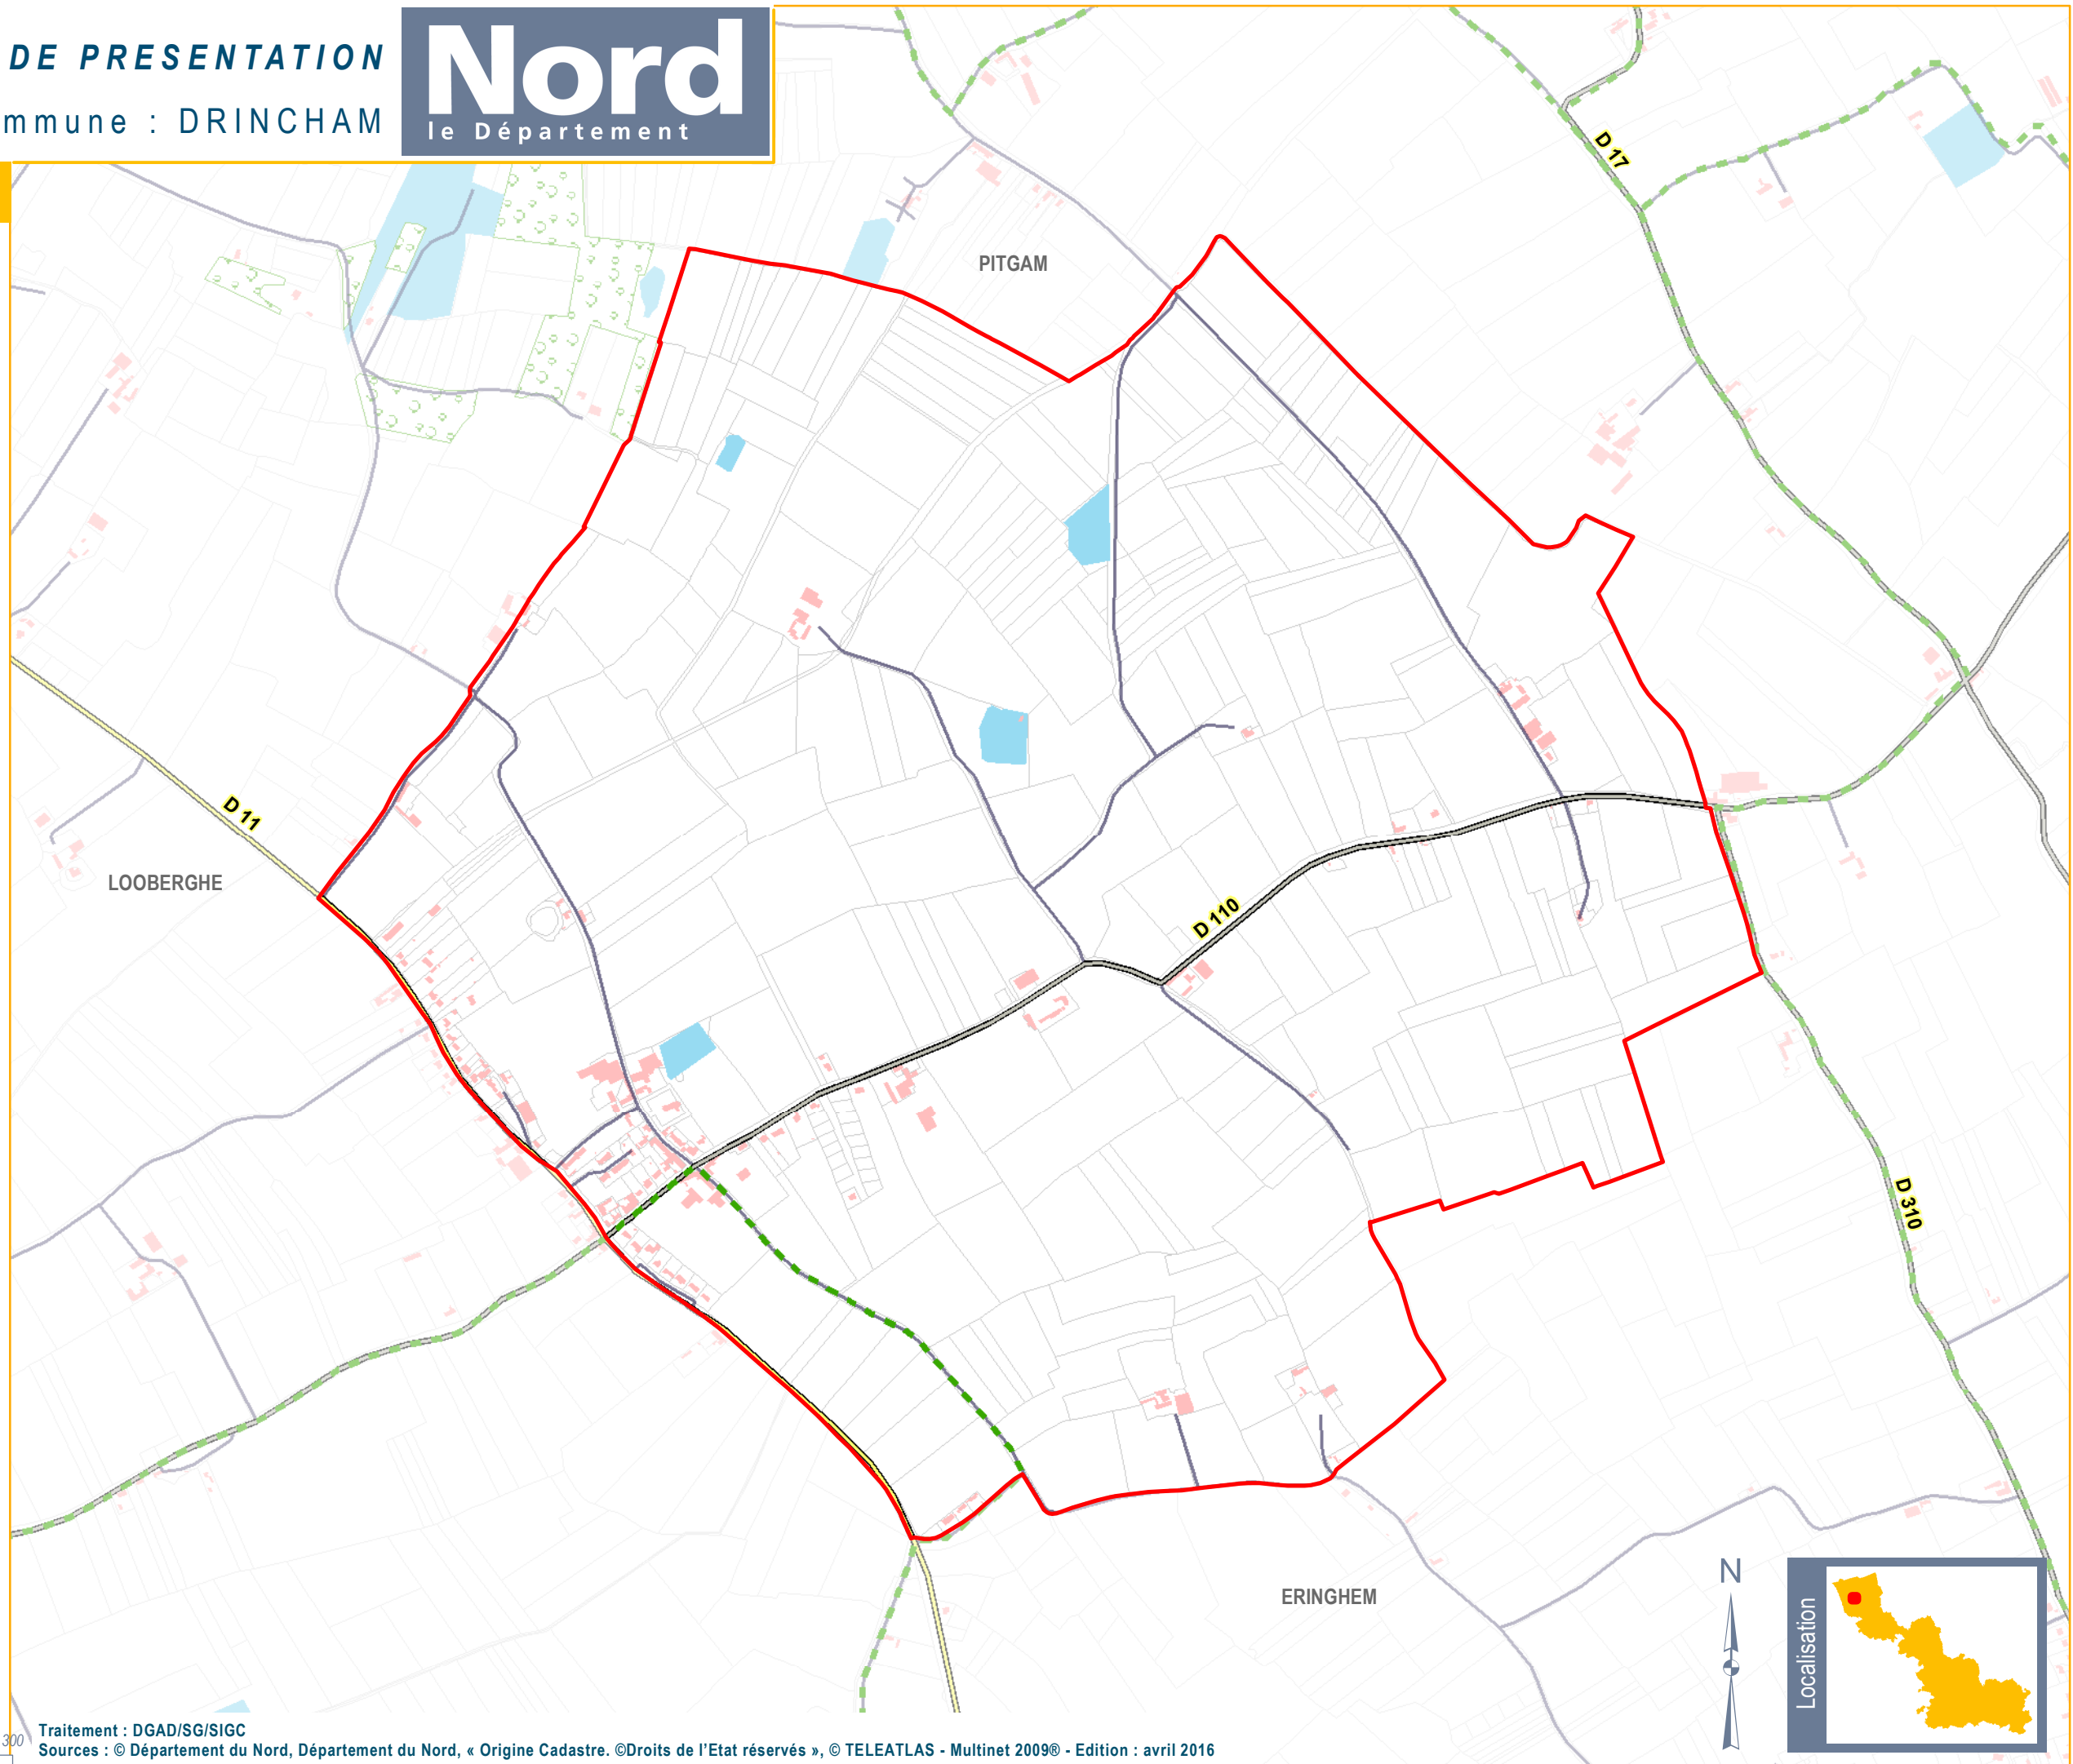 DE PRESENTATION
mmune : DRINCHAM
Nord
le Département
D 17
PITGAM
D 11
LOOBERGHE
D 110
D 310
ERINGHEM
N
Localisation
300
Traitement : DGAD/SG/SIGC
Sources : © Département du Nord, Département du Nord, « Origine Cadastre. ©Droits de l'Etat réservés », © TELEATLAS - Multinet 2009® - Edition : avril 2016